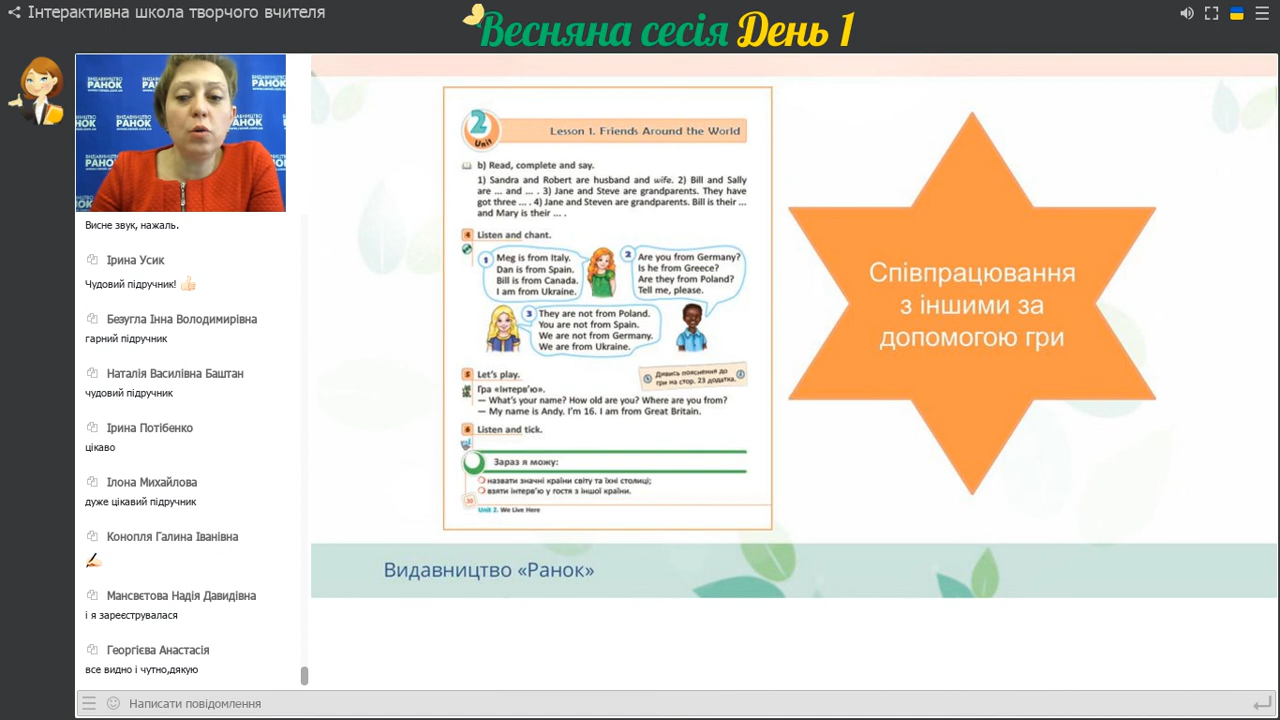 Інтерактивна школа творчого вчителя
Весняна сесія День 1
ВИДАВНИЦТВО
РАНОК
Висне звук, нажаль.
Ірина Усик
Чудовий підручник!
Безугла Інна Володимирівна
гарний підручник
Наталія Василівна Баштан
чудовий підручник
Ірина Потібенко
цікаво
Ілона Михайлова
дуже цікавий підручник
Конопля Галина Іванівна
Мансвєтова Надія Давидівна
і я зареєструвалася
Георгієва Анастасія
все видно і чутно,дякую
Написати повідомлення
2
Unit
Lesson 1. Friends Around the World
b) Read, complete and say.
1) Sandra and Robert are husband and wife. 2) Bill and Sally
are ... and ... . 3) Jane and Steve are grandparents. They have
got three ... . 4) Jane and Steven are grandparents. Bill is their ...
and Mary is their ... .
4 Listen and chant.
1 Meg is from Italy.
Dan is from Spain.
Bill is from Canada.
I am from Ukraine.
2 Are you from Germany?
Is he from Greece?
Are they from Poland?
Tell me, please.
3 They are not from Poland.
You are not from Spain.
We are not from Germany.
We are from Ukraine.
5 Let's play.
Дивись пояснення до
гри на стор. 23 додатка.
Гра «Інтерв'ю».
— What's your name? How old are you? Where are you from?
— My name is Andy. I'm 16. I am from Great Britain.
6 Listen and tick.
Зараз я можу:
назвати значні країни світу та їхні столиці;
взяти інтерв'ю у гостя з іншої країни.
30
Unit 2. We Live Here
Співпрацювання
з іншими за
допомогою гри
Видавництво «Ранок»